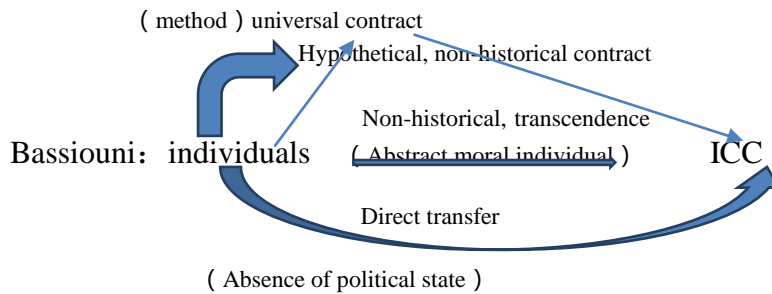 （method）universal contract
Hypothetical, non-historical contract
Non-historical, transcendence
Bassiouni：individuals （Abstract moral individual） ICC
Direct transfer
（Absence of political state）